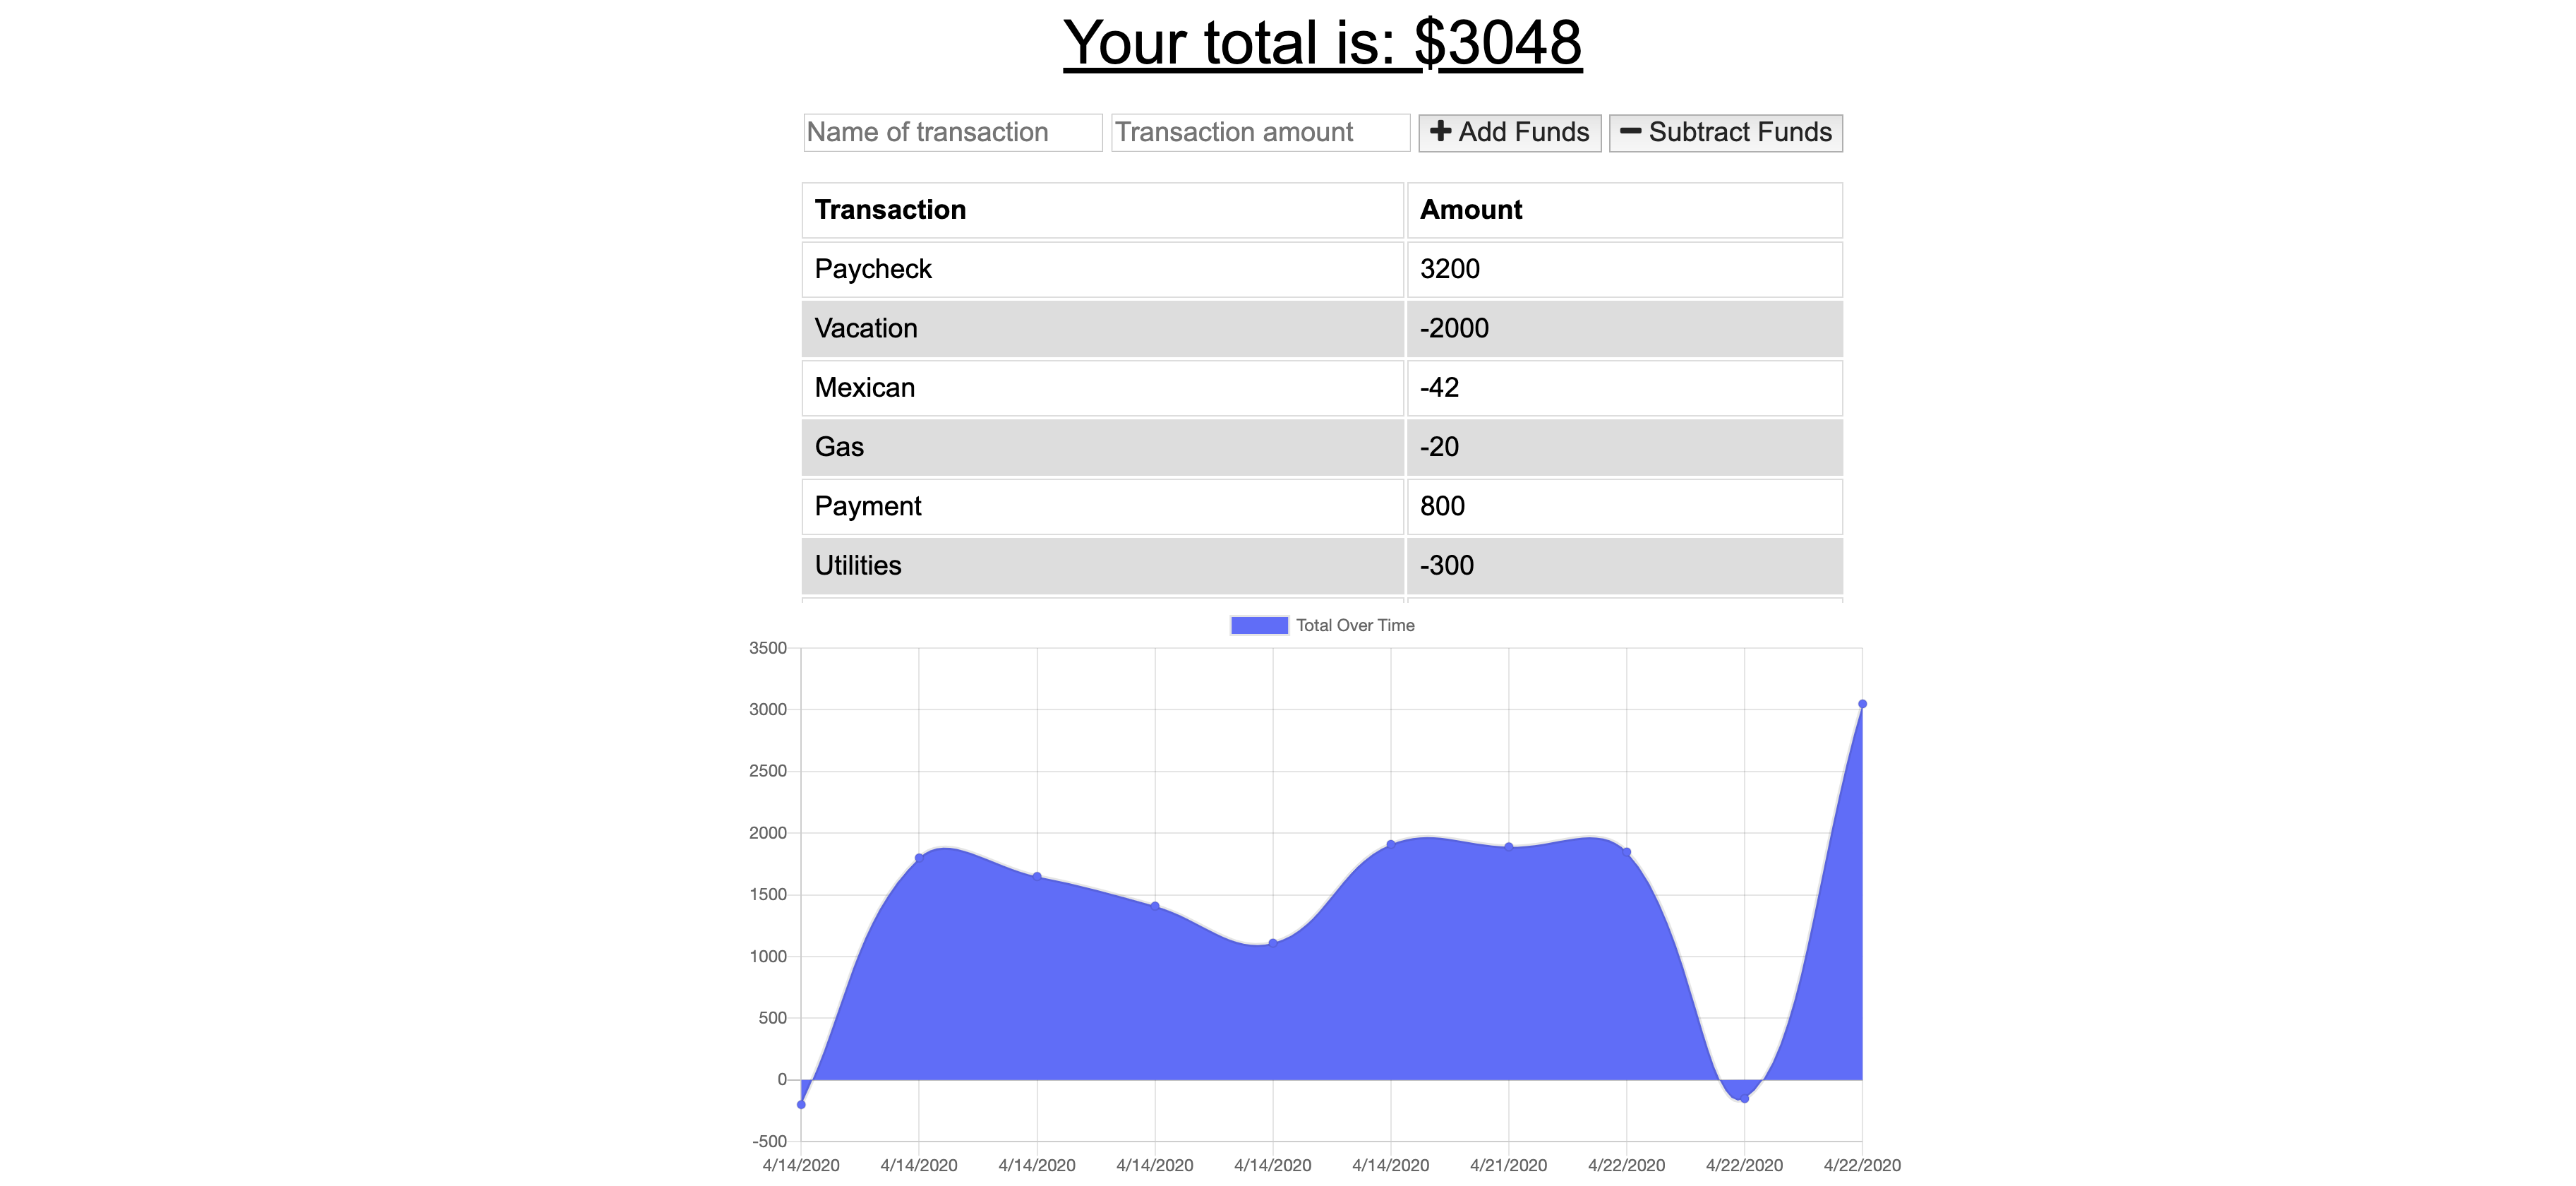 Your total is: $3048
Name of transaction Transaction amount + Add Funds − Subtract Funds
Transaction Amount
Paycheck 3200
Vacation -2000
Mexican -42
Gas -20
Payment 800
Utilities -300
Total Over Time
3500
3000
2500
2000
1500
1000
500
0
-500
4/14/2020 4/14/2020 4/14/2020 4/14/2020 4/14/2020 4/14/2020 4/21/2020 4/22/2020 4/22/2020 4/22/2020